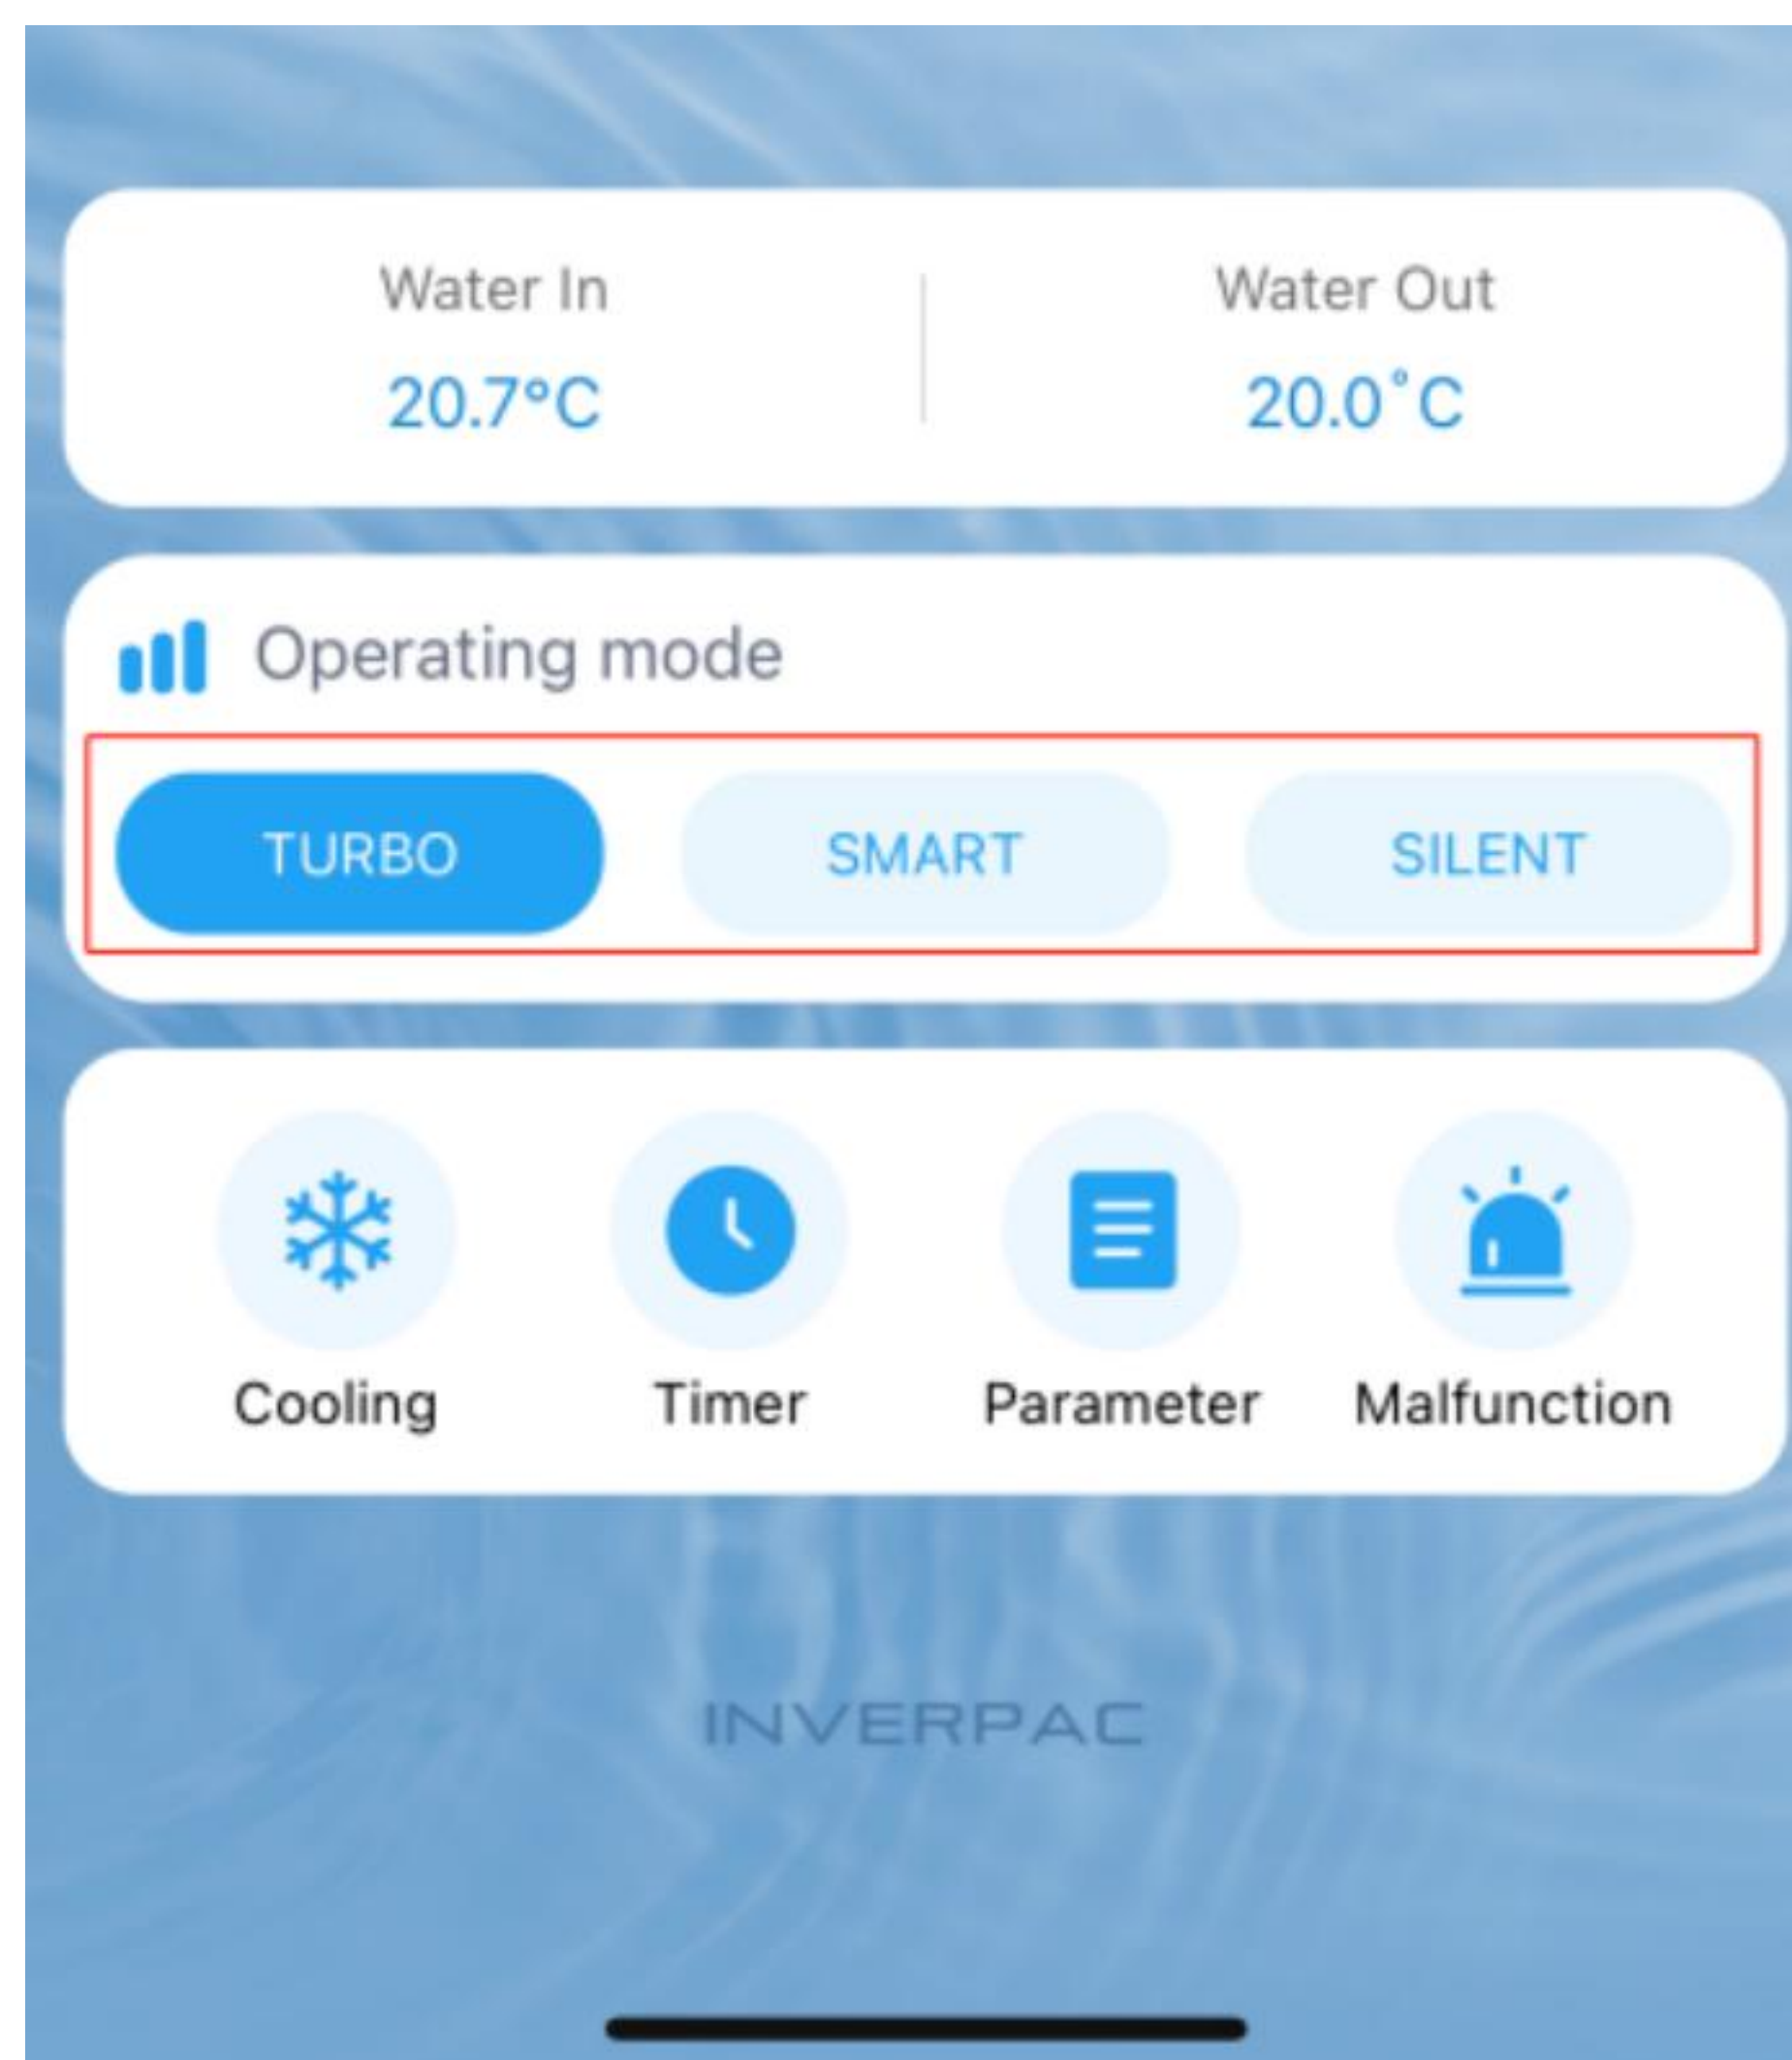 Water In
Water Out
20.7°C
20.0°C
Operating mode
TURBO
SMART
SILENT
Cooling
Timer
Parameter
Malfunction
INVERPAC